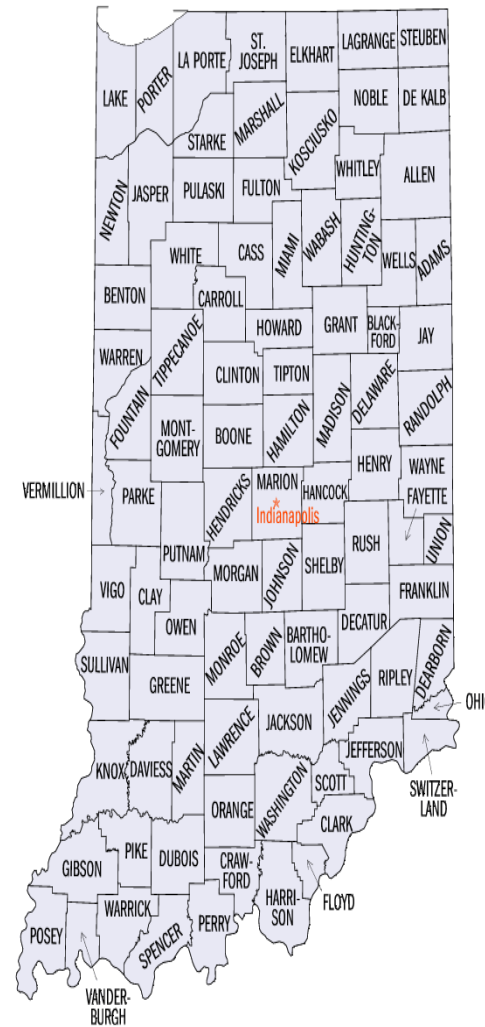 LAKE
PORTER
LA PORTE
ST.
JOSEPH
ELKHART
LAGRANGE
STEUBEN
NOBLE
DE KALB
STARKE
MARSHALL
KOSCIUSKO
WHITLEY
ALLEN
NEWTON
JASPER
PULASKI
FULTON
MIAMI
WABASH
HUNTING-
TON
WELLS
ADAMS
WHITE
CASS
BENTON
CARROLL
HOWARD
GRANT
BLACK-
FORD
JAY
WARREN
TIPPECANOE
CLINTON
TIPTON
MADISON
DELAWARE
RANDOLPH
FOUNTAIN
MONT-
GOMERY
BOONE
HAMILTON
HENRY
WAYNE
VERMILLION
PARKE
HENDRICKS
MARION
Indianapolis
HANCOCK
FAYETTE
UNION
PUTNAM
MORGAN
JOHNSON
SHELBY
RUSH
VIGO
CLAY
OWEN
FRANKLIN
SULLIVAN
GREENE
MONROE
BROWN
BARTHO-
LOMEW
DECATUR
JENNINGS
RIPLEY
DEARBORN
OHI
KNOX
DAVIESS
MARTIN
LAWRENCE
JACKSON
JEFFERSON
SWITZER-
LAND
ORANGE
WASHINGTON
SCOTT
CLARK
GIBSON
PIKE
DUBOIS
CRAW-
FORD
HARRI-
SON
FLOYD
POSEY
WARRICK
SPENCER
PERRY
VANDER-
BURGH